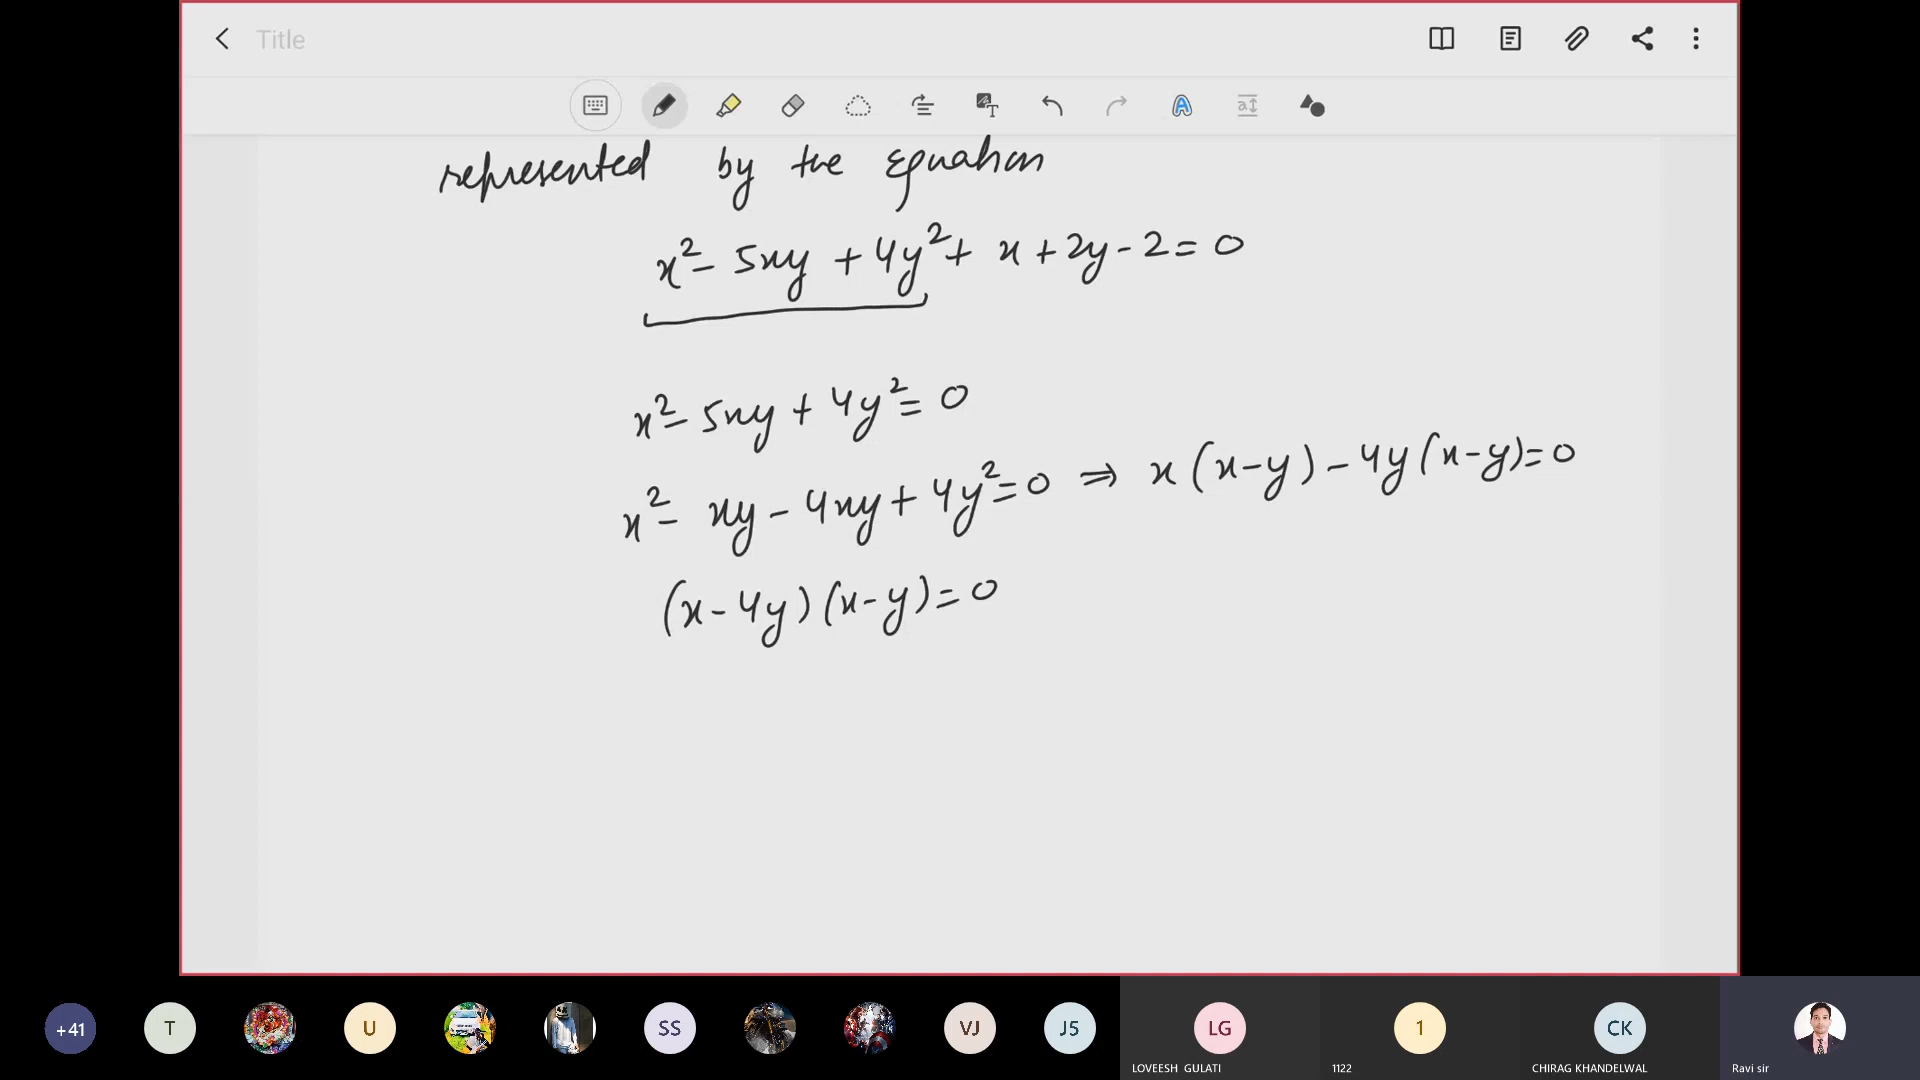 Title
represented by the equation
x² - 5xy + 4y² + x + 2y - 2 = 0
x² - 5xy + 4y² = 0
x² - xy - 4xy + 4y² = 0 ⇒ x(x-y) - 4y(x-y) = 0
(x - 4y)(x - y) = 0
+41 T U SS VJ J5 LG 1 CK
LOVEESH GULATI 1122 CHIRAG KHANDELWAL Ravi sir